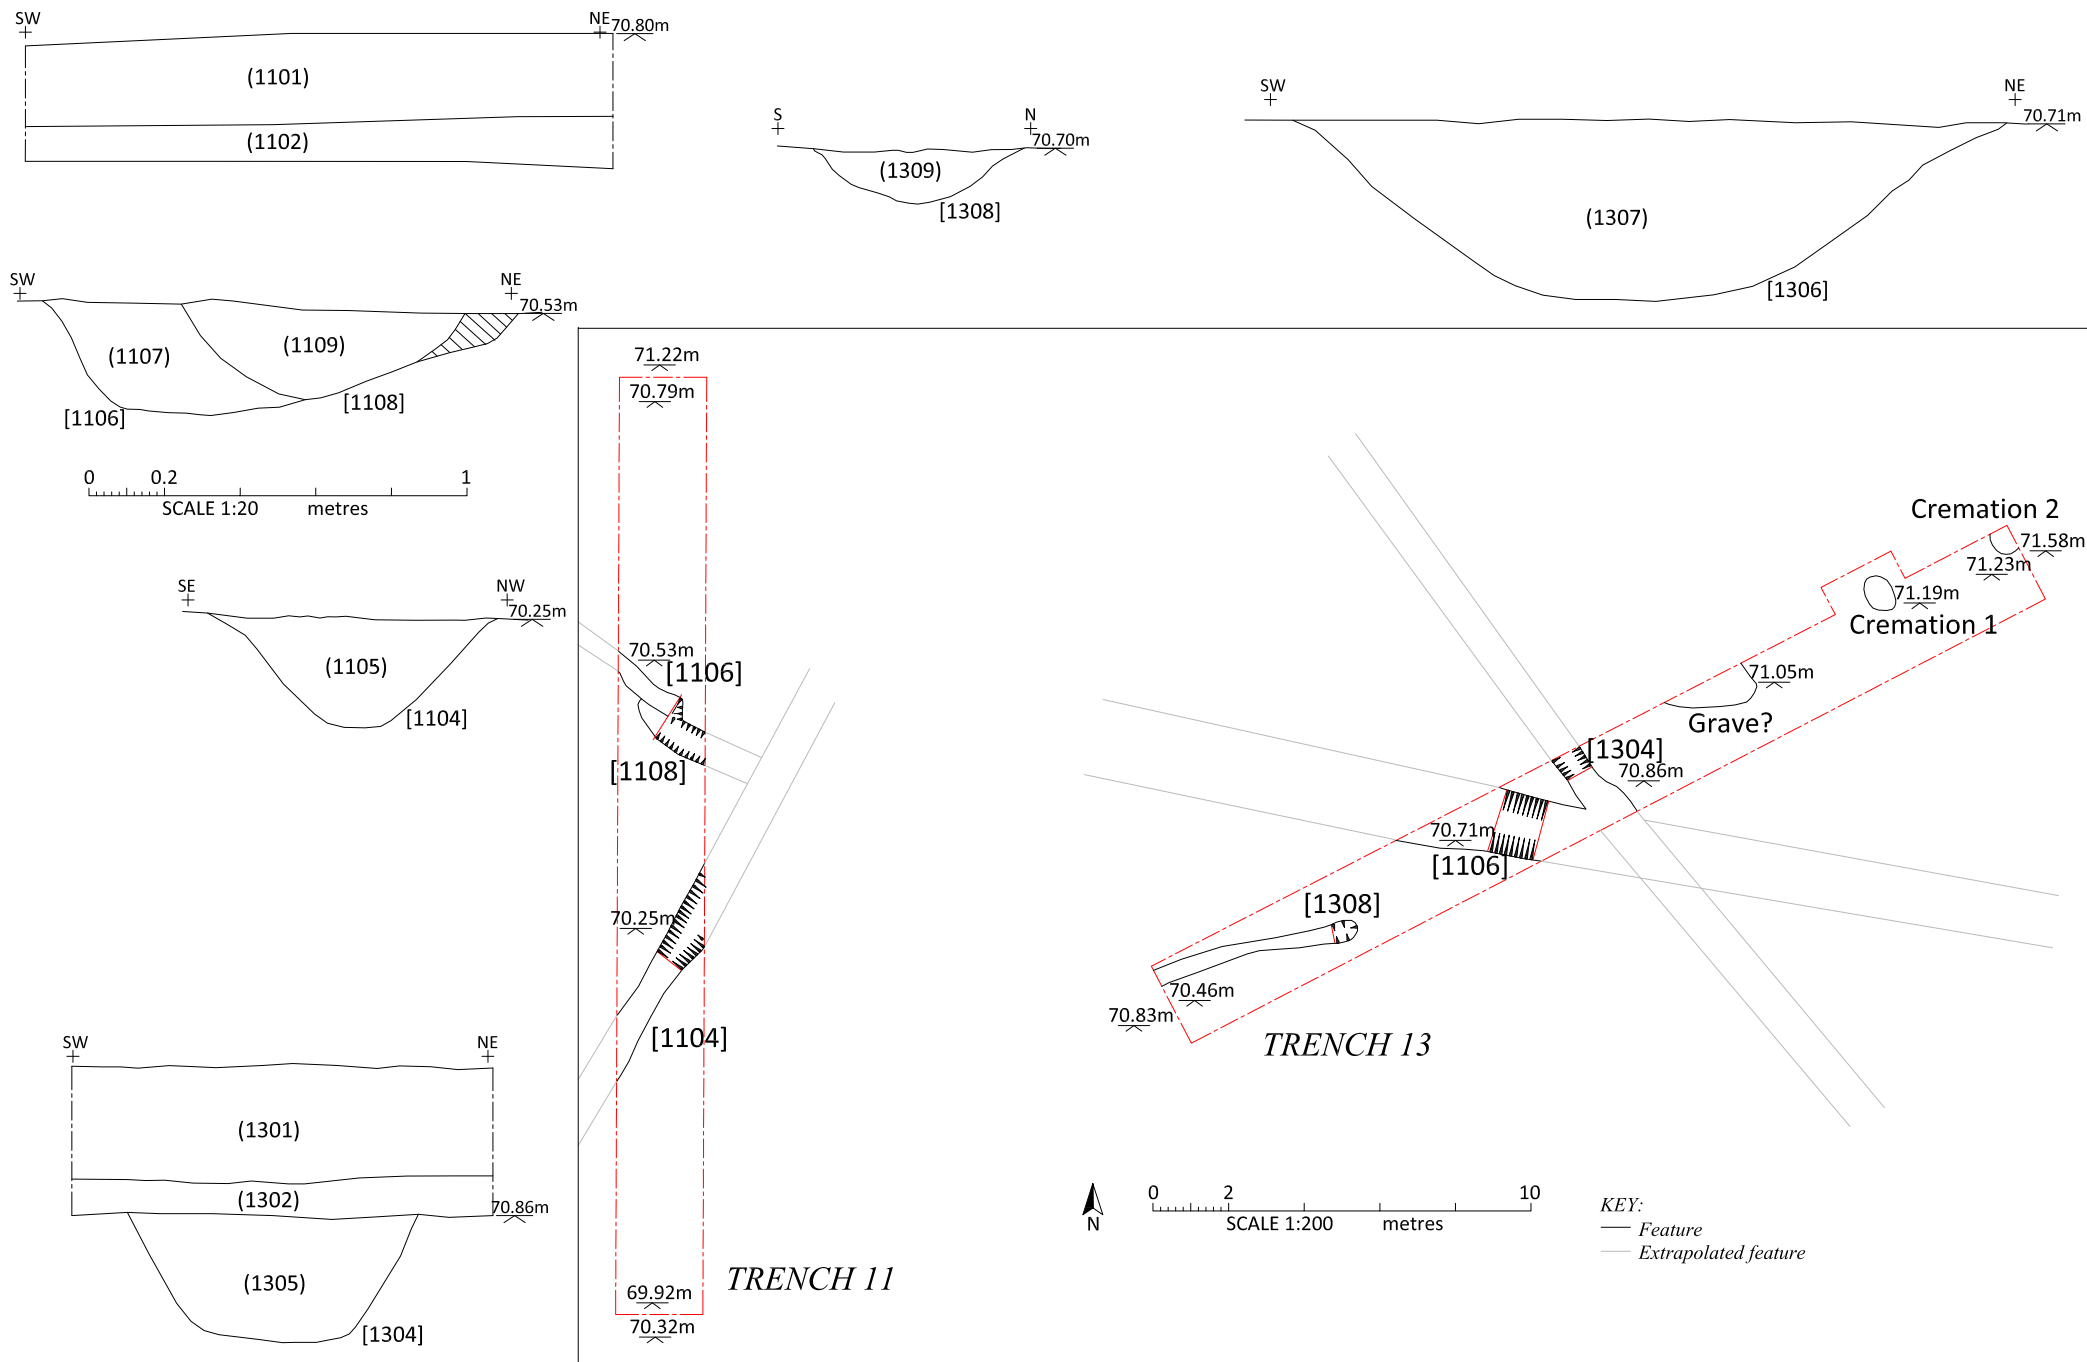 SW
NE
70.80m
(1101)
(1102)
S
N
70.70m
(1309)
[1308]
SW
NE
70.71m
(1307)
[1306]
SW
NE
70.53m
(1107)
(1109)
[1106]
[1108]
0
0.2
1
SCALE 1:20
metres
SE
NW
70.25m
(1105)
[1104]
SW
NE
(1301)
(1302)
70.86m
(1305)
[1304]
71.22m
70.79m
70.53m
[1106]
[1108]
70.25m
[1104]
69.92m
70.32m
TRENCH 11
Cremation 2
71.58m
71.23m
71.19m
Cremation 1
71.05m
Grave?
[1304]
70.86m
70.71m
[1106]
[1308]
70.46m
70.83m
TRENCH 13
N
0
2
10
SCALE 1:200
metres
KEY:
Feature
Extrapolated feature